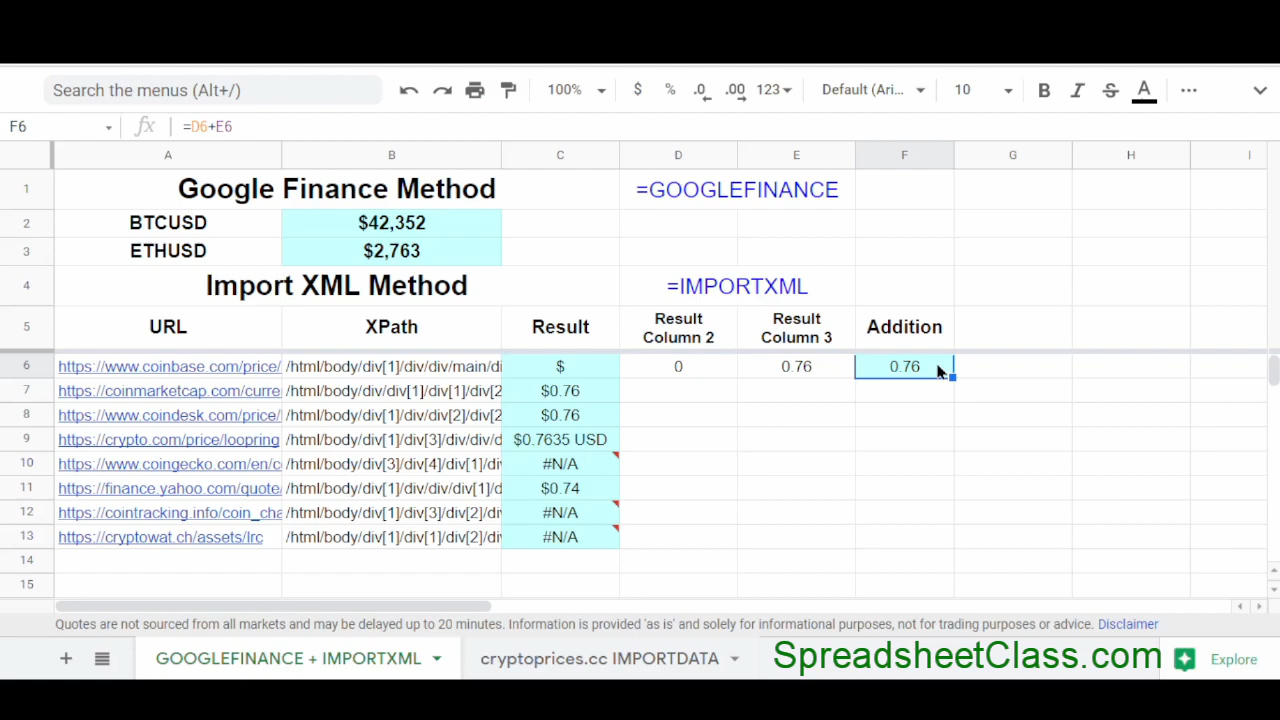 Search the menus (Alt+/)
100%
$ % .0 .00 123
Default (Ari...
10
B I S A
F6
fx =D6+E6
A B C D E F G H I
1 Google Finance Method =GOOGLEFINANCE
2 BTCUSD $42,352
3 ETHUSD $2,763
4 Import XML Method =IMPORTXML
5 URL XPath Result Result Column 2 Result Column 3 Addition
6 https://www.coinbase.com/price/ /html/body/div[1]/div/div/main/di $ 0 0.76 0.76
7 https://coinmarketcap.com/curre /html/body/div/div[1]/div[1]/div[2 $0.76
8 https://www.coindesk.com/price/ /html/body/div[1]/div/div[2]/div[2 $0.76
9 https://crypto.com/price/loopring /html/body/div[1]/div[3]/div/div/d $0.7635 USD
10 https://www.coingecko.com/en/c /html/body/div[3]/div[4]/div[1]/di #N/A
11 https://finance.yahoo.com/quote/ /html/body/div[1]/div/div/div[1]/d $0.74
12 https://cointracking.info/coin_cha /html/body/div[1]/div[3]/div[2]/div #N/A
13 https://cryptowat.ch/assets/lrc /html/body/div[1]/div[1]/div[2]/di #N/A
14
15
Quotes are not sourced from all markets and may be delayed up to 20 minutes. Information is provided 'as is' and solely for informational purposes, not for trading purposes or advice. Disclaimer
GOOGLEFINANCE + IMPORTXML
cryptoprices.cc IMPORTDATA
SpreadsheetClass.com
Explore